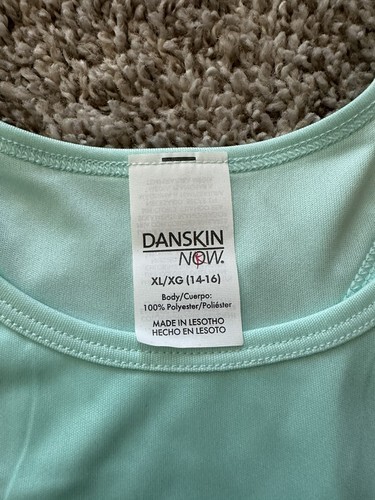 DANSKIN
NOW.
XL/XG (14-16)
Body/Cuerpo:
100% Polyester/Poliéster
MADE IN LESOTHO
HECHO EN LESOTO